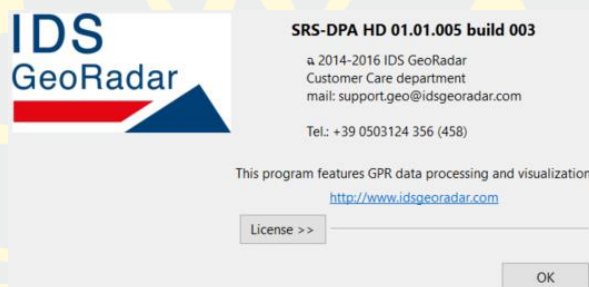 IDS
GeoRadar
SRS-DPA HD 01.01.005 build 003
ฉ 2014-2016 IDS GeoRadar
Customer Care department
mail: support.geo@idsgeoradar.com
Tel.: +39 0503124 356 (458)
This program features GPR data processing and visualization
http://www.idsgeoradar.com
License >>
OK